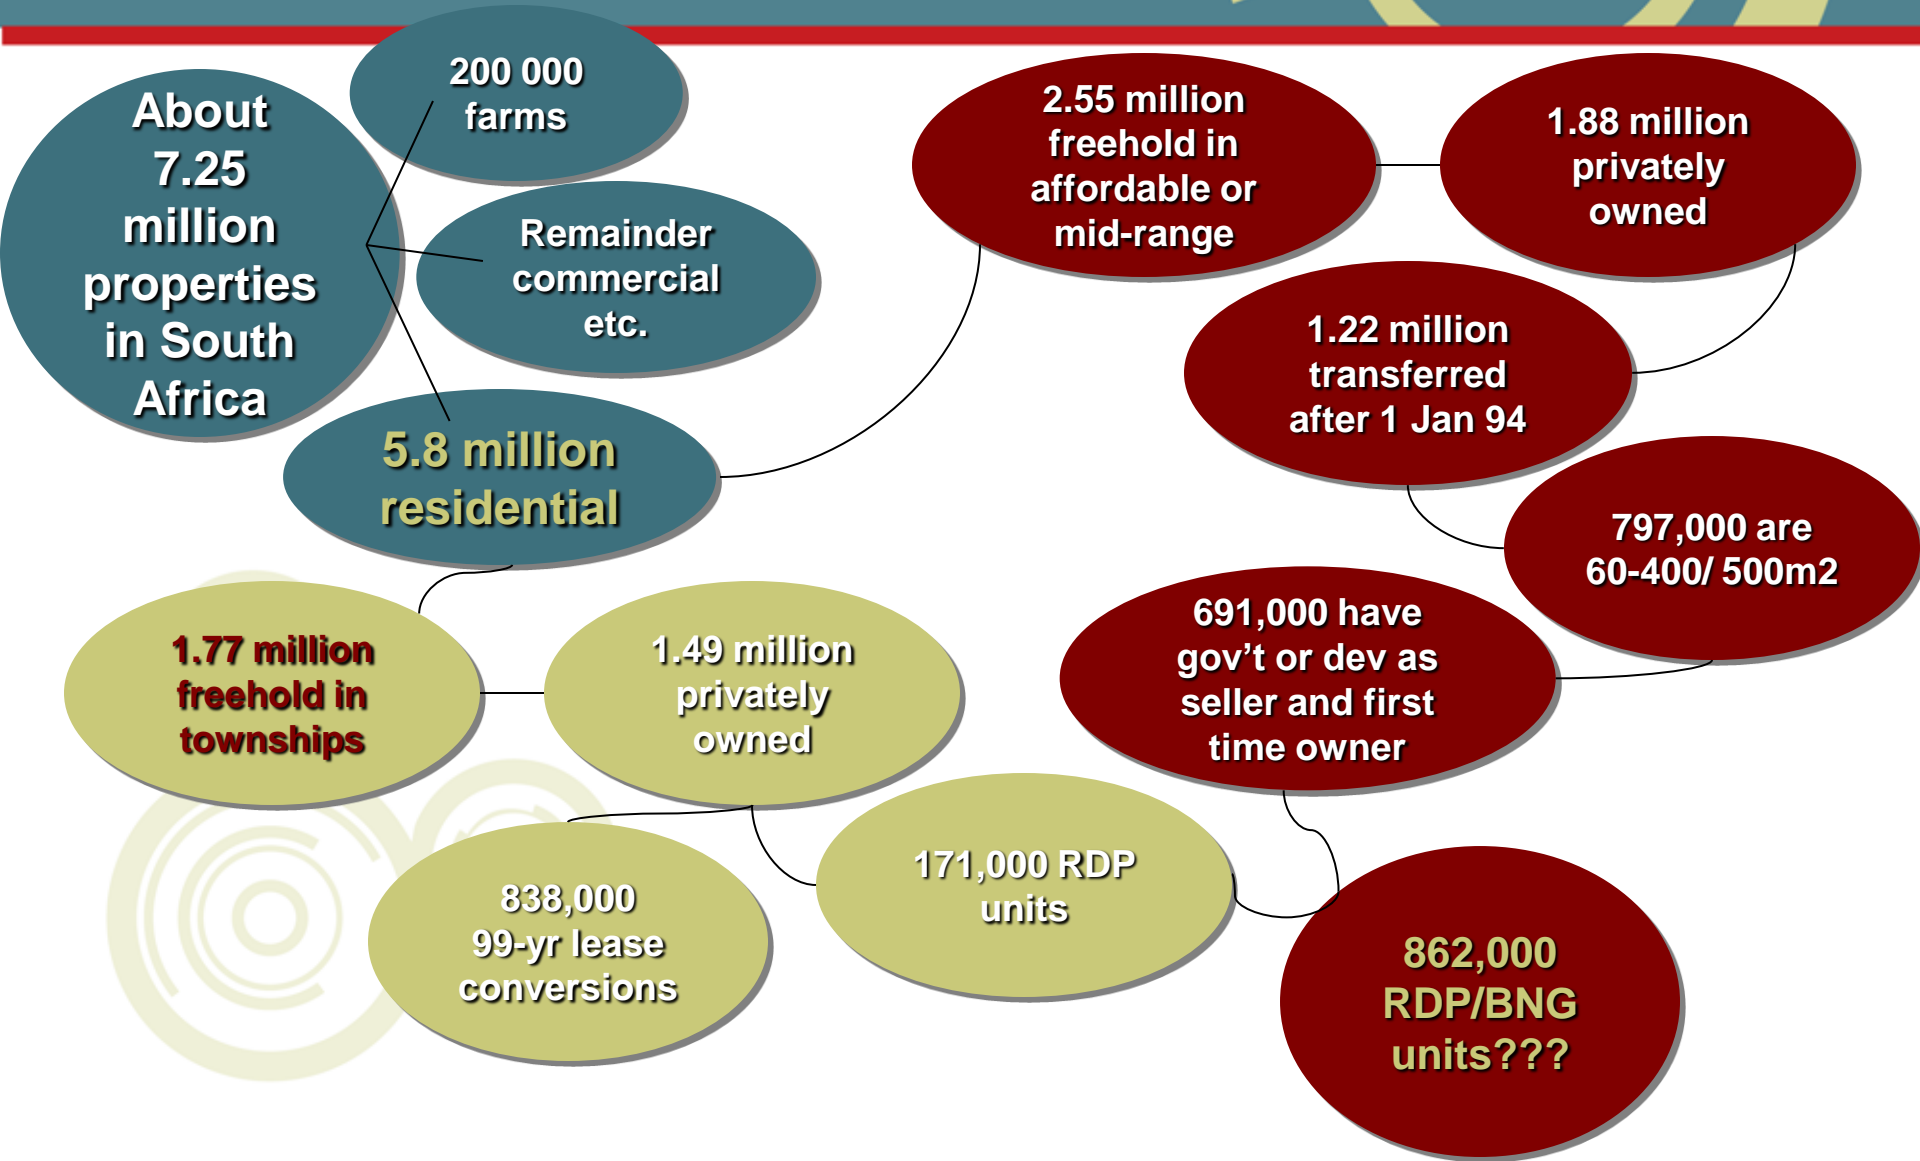 About
7.25
million
properties
in South
Africa
200 000
farms
Remainder
commercial
etc.
5.8 million
residential
2.55 million
freehold in
affordable or
mid-range
1.88 million
privately
owned
1.22 million
transferred
after 1 Jan 94
797,000 are
60-400/ 500m2
691,000 have
gov’t or dev as
seller and first
time owner
1.77 million
freehold in
townships
1.49 million
privately
owned
838,000
99-yr lease
conversions
171,000 RDP
units
862,000
RDP/BNG
units???